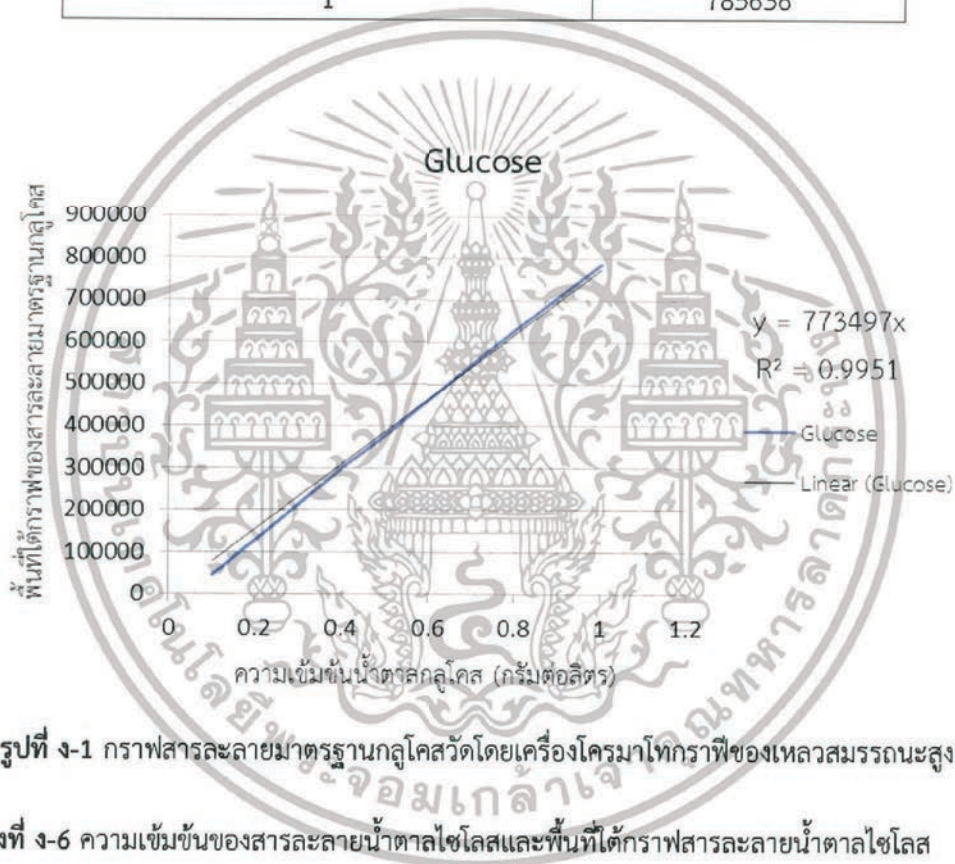 1 785638
Glucose
พื้นที่ใต้กราฟของสารละลายมาตรฐานกลูโคส
900000
800000
700000
600000
500000
400000
300000
200000
100000
0
0 0.2 0.4 0.6 0.8 1 1.2
y = 773497x
R² = 0.9951
Glucose
Linear (Glucose)
ความเข้มข้นน้ำตาลกลูโคส (กรัมต่อลิตร)
รูปที่ ง-1 กราฟสารละลายมาตรฐานกลูโคสวัดโดยเครื่องโครมาโทกราฟีของเหลวสมรรถนะสูง
ที่ ง-6 ความเข้มข้นของสารละลายน้ำตาลไซโลสและพื้นที่ใต้กราฟสารละลายน้ำตาลไซโลส